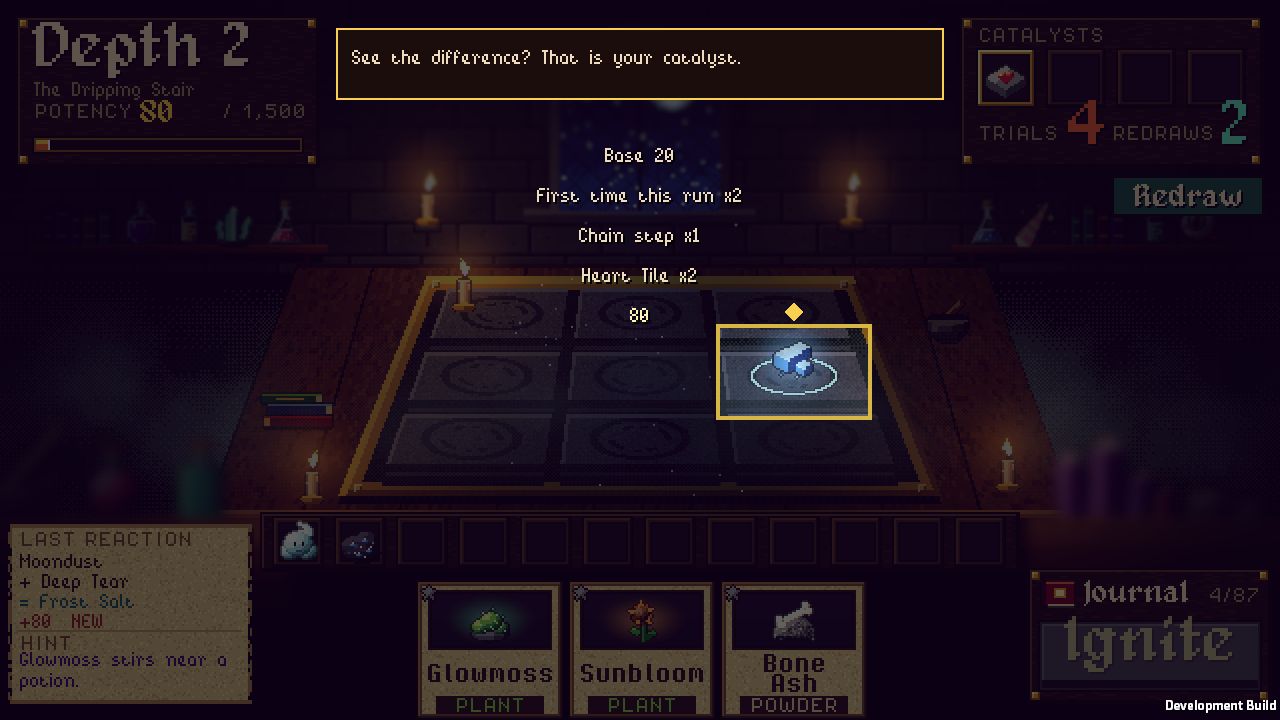 Depth 2
The Dripping Stair
POTENCY 80 / 1,500
See the difference? That is your catalyst.
CATALYSTS
TRIALS 4 REDRAWS 2
Redraw
Base 20
First time this run x2
Chain step x1
Heart Tile x2
80
LAST REACTION
Moondust
+ Deep Tear
= Frost Salt
+80 NEW
HINT
Glowmoss stirs near a
potion.
Glowmoss
PLANT
Sunbloom
PLANT
Bone
Ash
POWDER
Journal 4/87
Ignite
Development Build